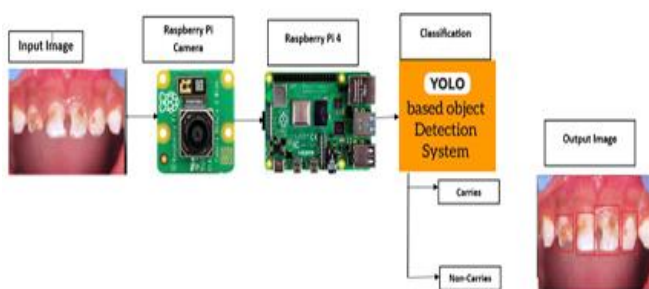 Input Image
Raspberry Pi
Camera
Raspberry Pi 4
Classification
YOLO
based object
Detection
System
Output Image
Carries
Non-Carries